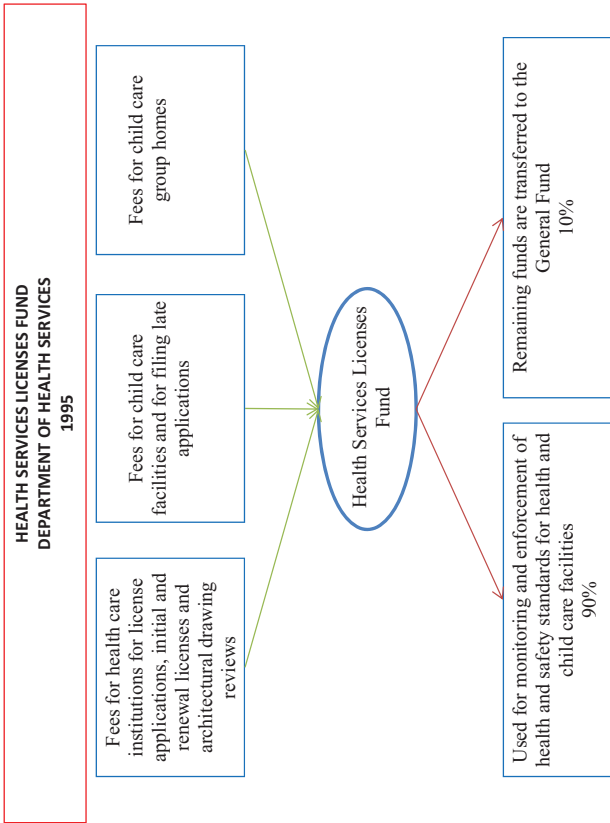 HEALTH SERVICES LICENSES FUND
DEPARTMENT OF HEALTH SERVICES
1995
Fees for health care
institutions for license
applications, initial and
renewal licenses and
architectural drawing
reviews
Fees for child care
facilities and for filing late
applications
Fees for child care
group homes
Health Services Licenses
Fund
Used for monitoring and enforcement of
health and safety standards for health and
child care facilities
90%
Remaining funds are transferred to the
General Fund
10%